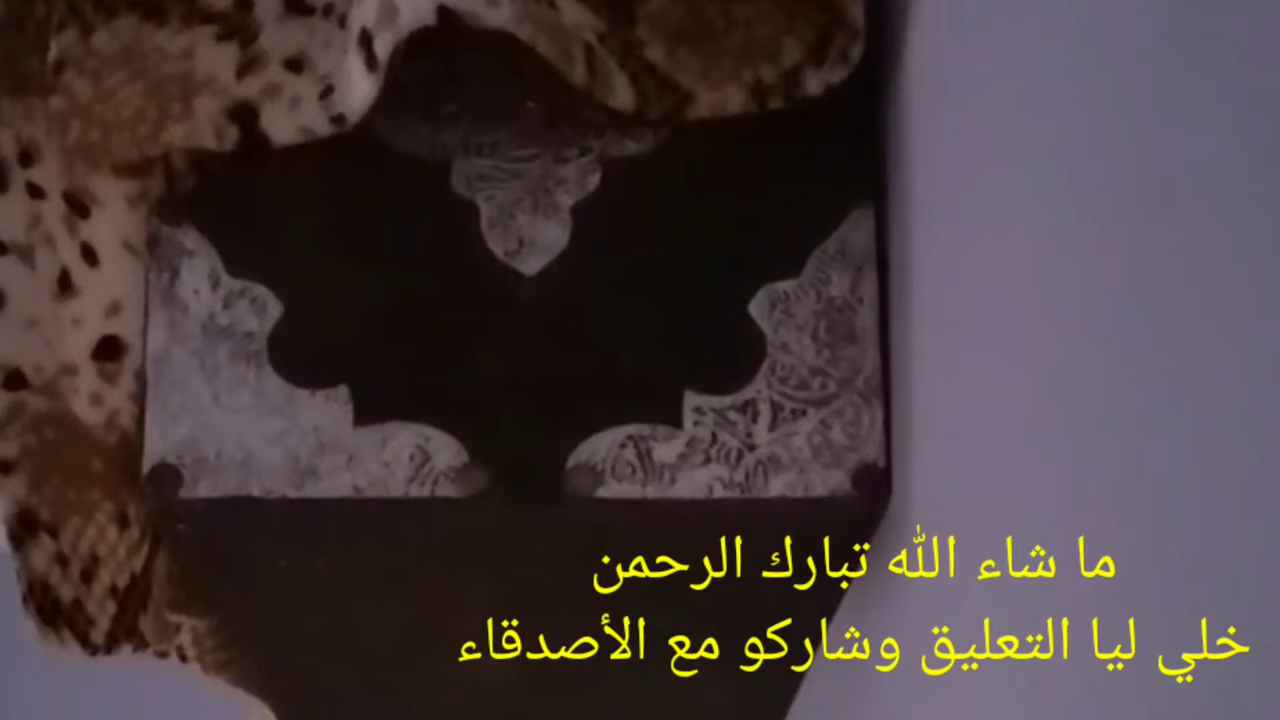 ما شاء الله تبارك الرحمن
خلي ليا التعليق وشاركو مع الأصدقاء